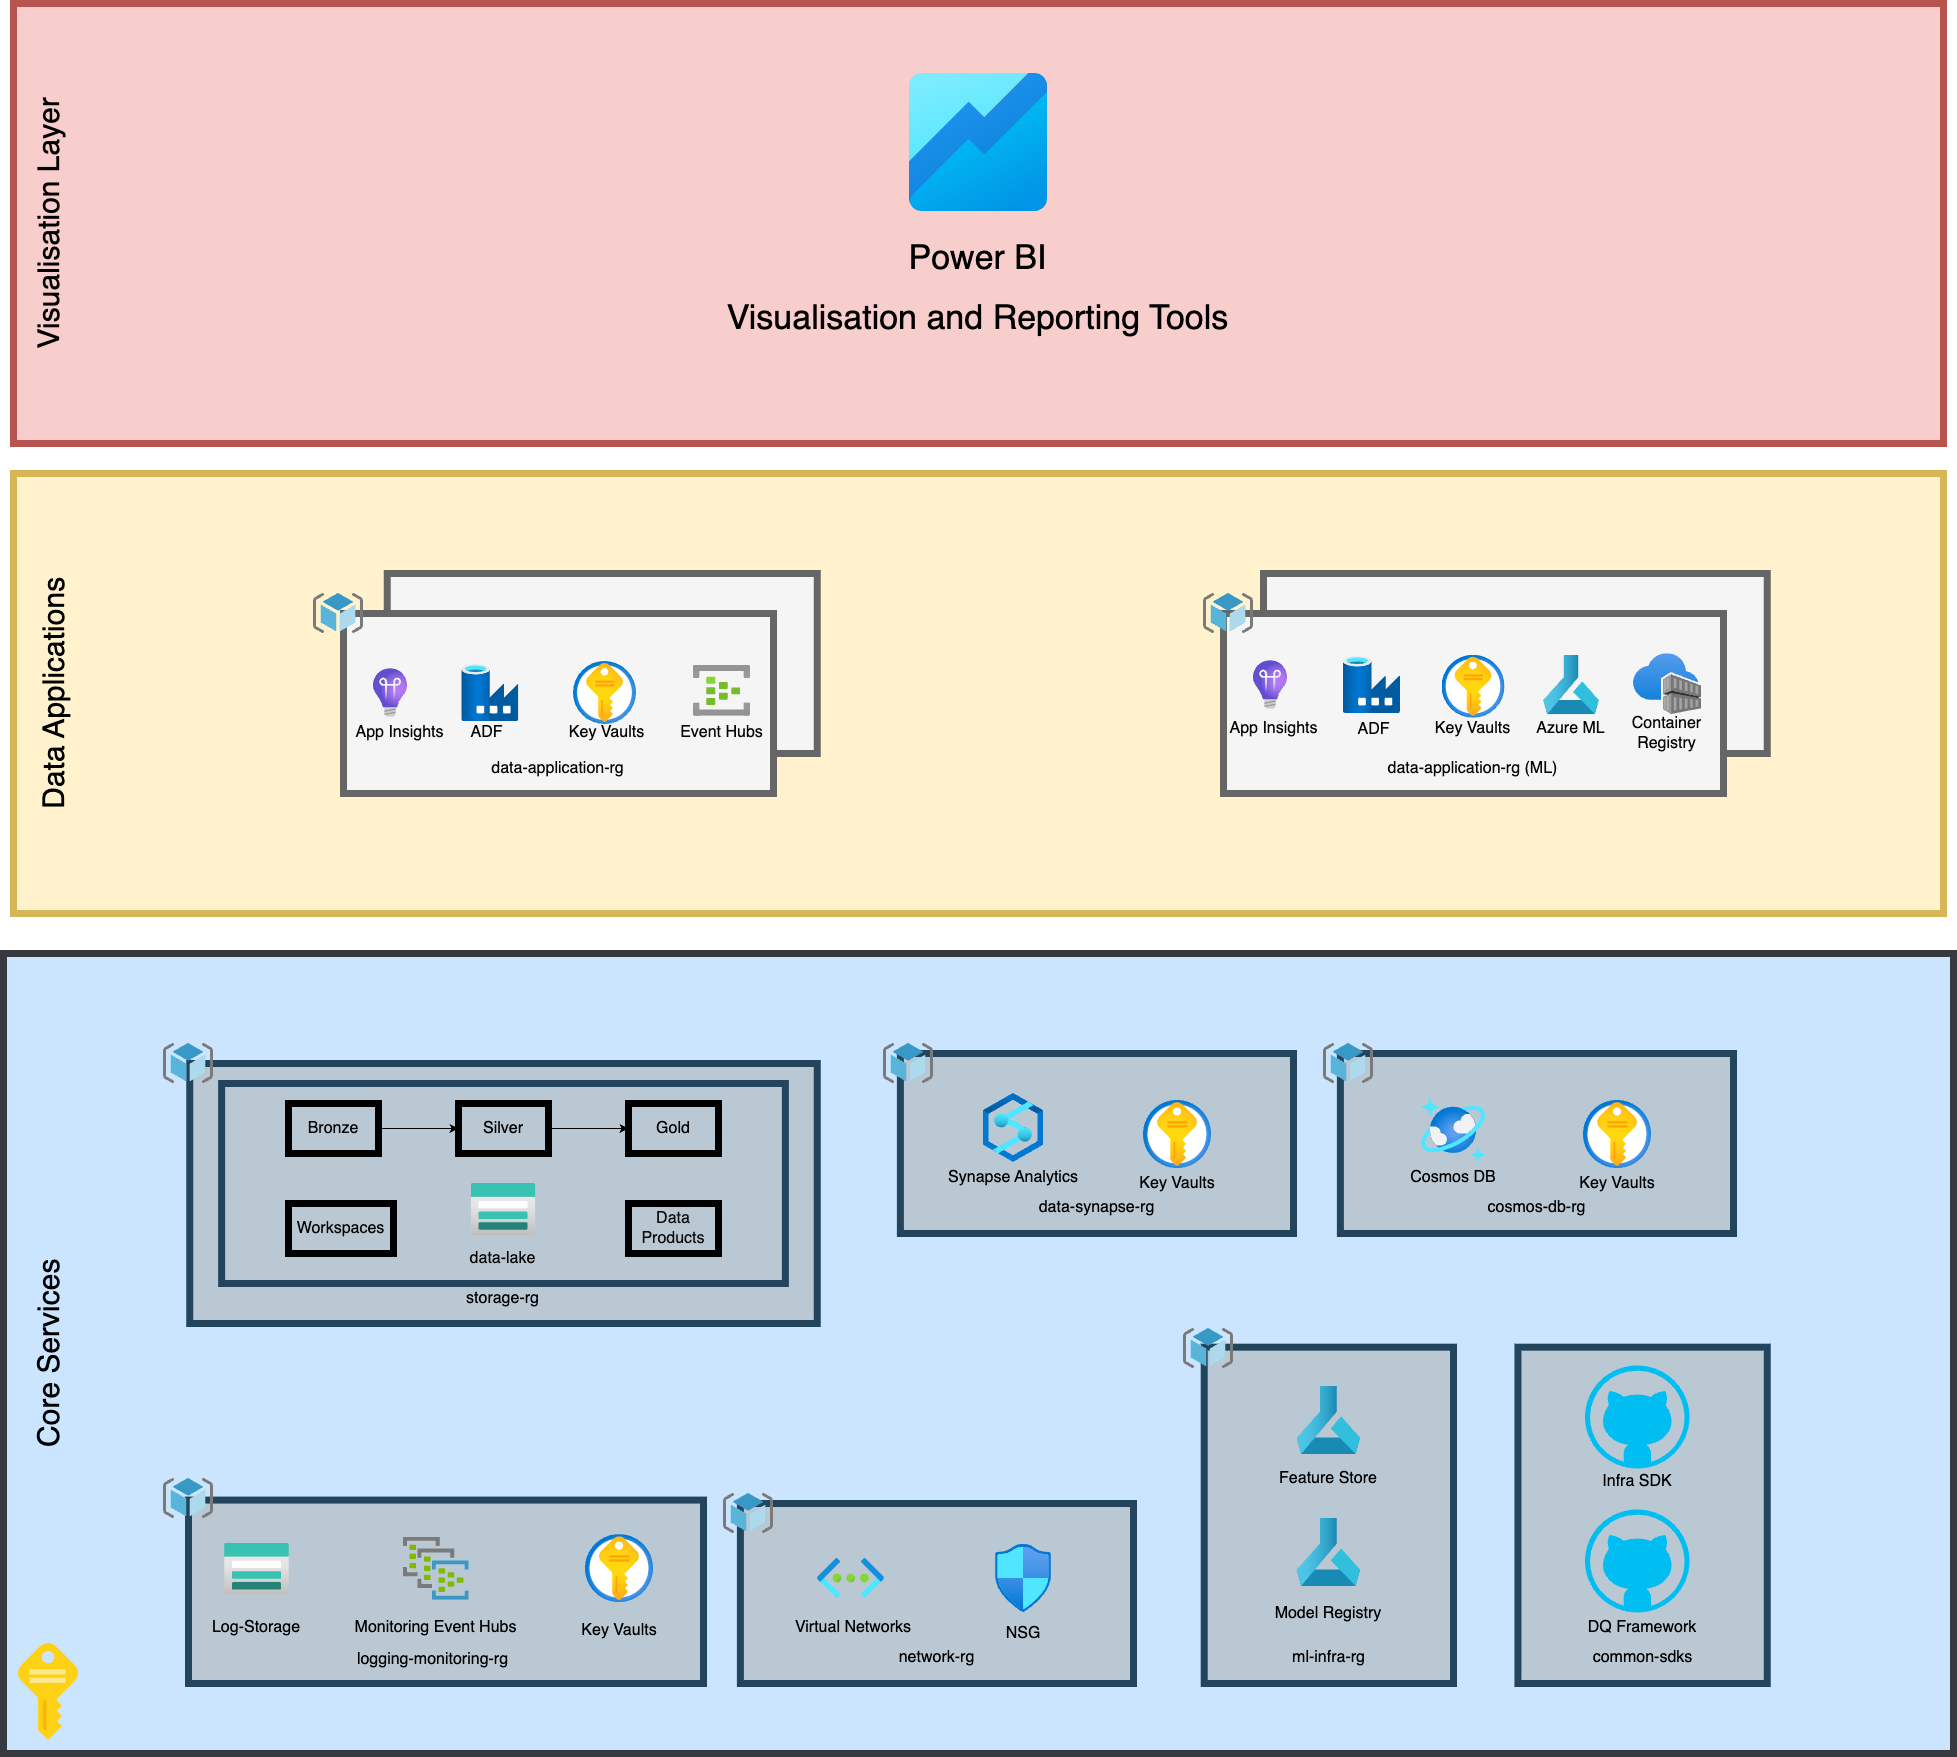 Visualisation Layer
Power BI
Visualisation and Reporting Tools
Data Applications
App Insights
ADF
Key Vaults
Event Hubs
data-application-rg
App Insights
ADF
Key Vaults
Azure ML
Container
Registry
data-application-rg (ML)
Core Services
Bronze
Silver
Gold
Workspaces
data-lake
Data
Products
storage-rg
Synapse Analytics
Key Vaults
data-synapse-rg
Cosmos DB
Key Vaults
cosmos-db-rg
Log-Storage
Monitoring Event Hubs
Key Vaults
logging-monitoring-rg
Virtual Networks
NSG
network-rg
Feature Store
Model Registry
ml-infra-rg
Infra SDK
DQ Framework
common-sdks